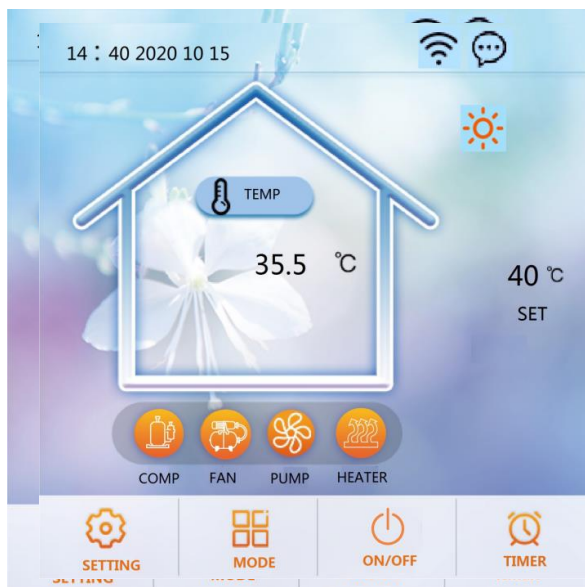 14 : 40 2020 10 15
TEMP
35.5 ℃
40 ℃
SET
COMP FAN PUMP HEATER
SETTING MODE ON/OFF TIMER